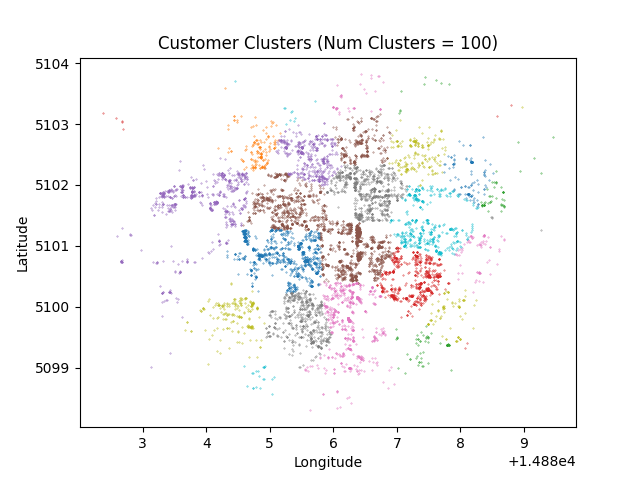 Customer Clusters (Num Clusters = 100)
5104
5103
5102
5101
5100
5099
Latitude
3 4 5 6 7 8 9
Longitude
+1.488e4